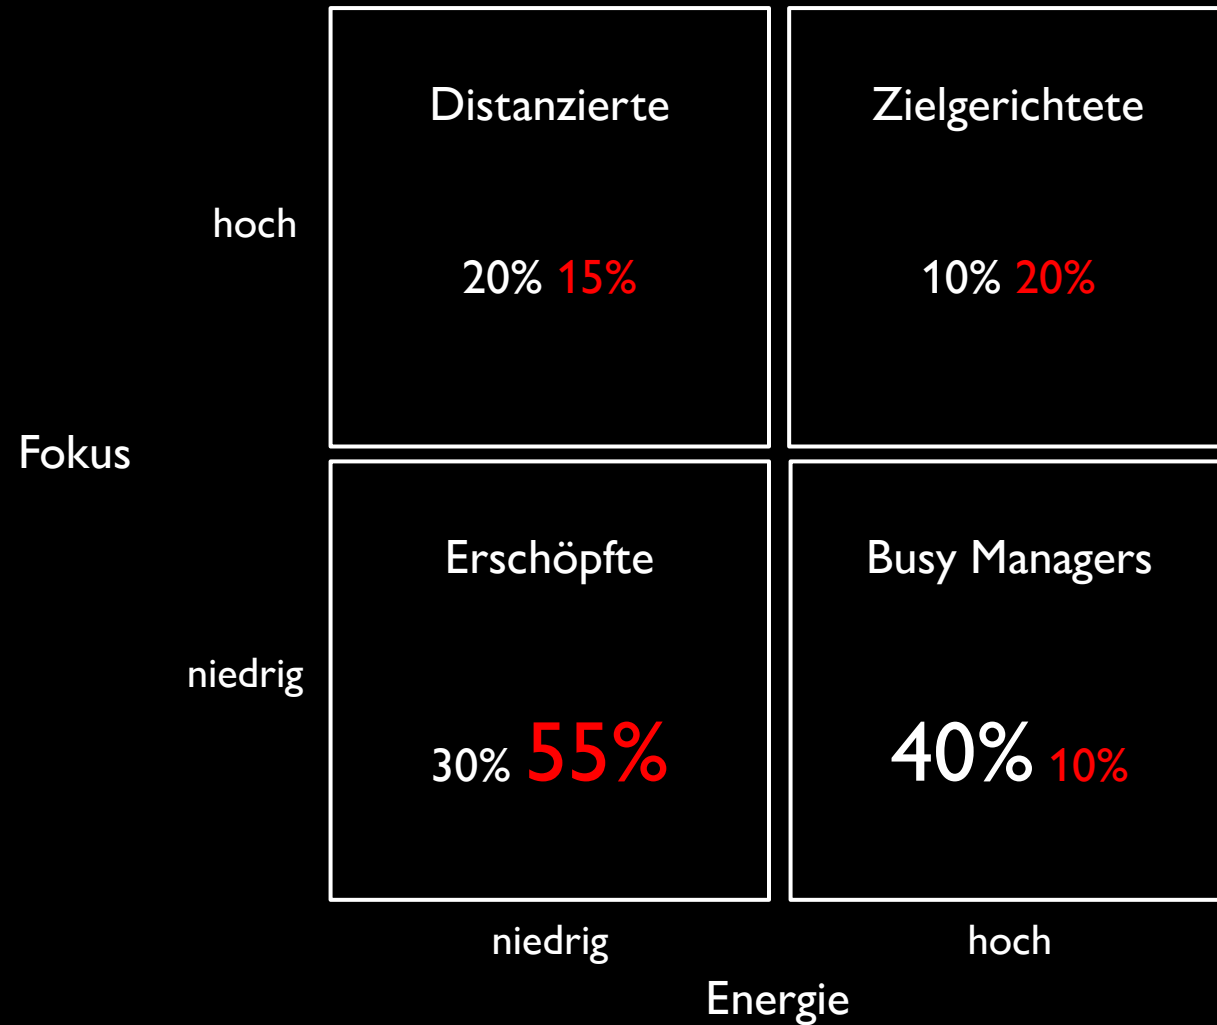 Distanzierte
Zielgerichtete
hoch
20% 15%
10% 20%
Fokus
Erschöpfte
Busy Managers
niedrig
30% 55%
40% 10%
niedrig
hoch
Energie